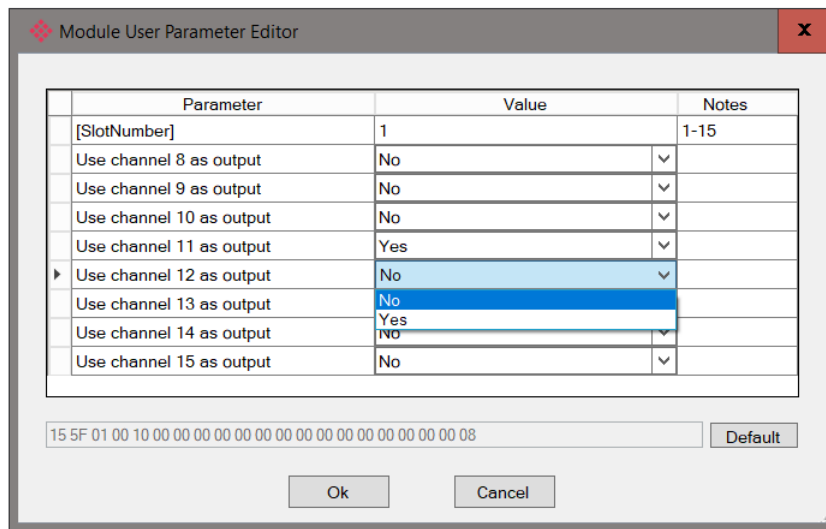 Module User Parameter Editor
x
Parameter Value Notes
[SlotNumber] 1 1-15
Use channel 8 as output No
Use channel 9 as output No
Use channel 10 as output No
Use channel 11 as output Yes
Use channel 12 as output No
Use channel 13 as output No
Yes
Use channel 14 as output No
Use channel 15 as output No
15 5F 01 00 10 00 00 00 00 00 00 00 00 00 00 00 00 00 00 00 08 Default
Ok Cancel